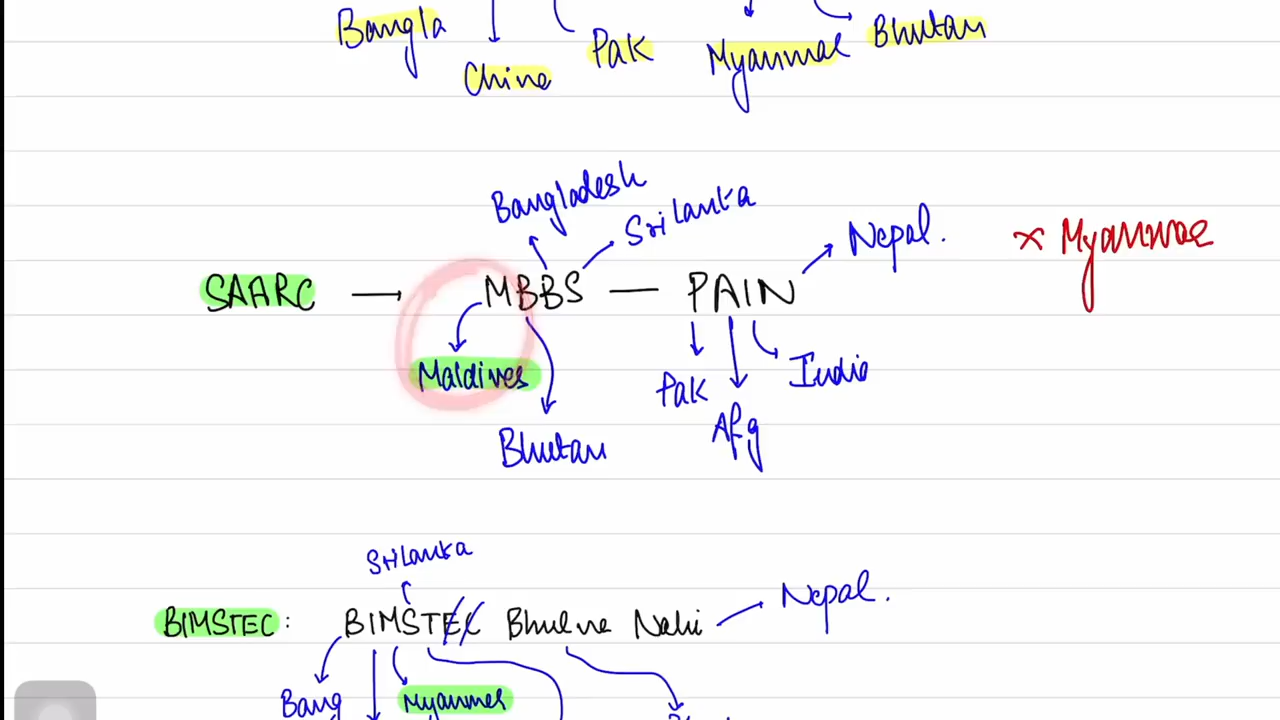 Bangla
China
Pak
Myanmar
Bhutan
Bangladesh
Sri Lanka
Nepal.
× Myanmar
SAARC → MBBS — PAIN
Maldives
Pak
India
Afg
Bhutan
Sri Lanka
Nepal.
BIMSTEC : BIMSTEC Bhulna Nahi
Bang
Myanmar